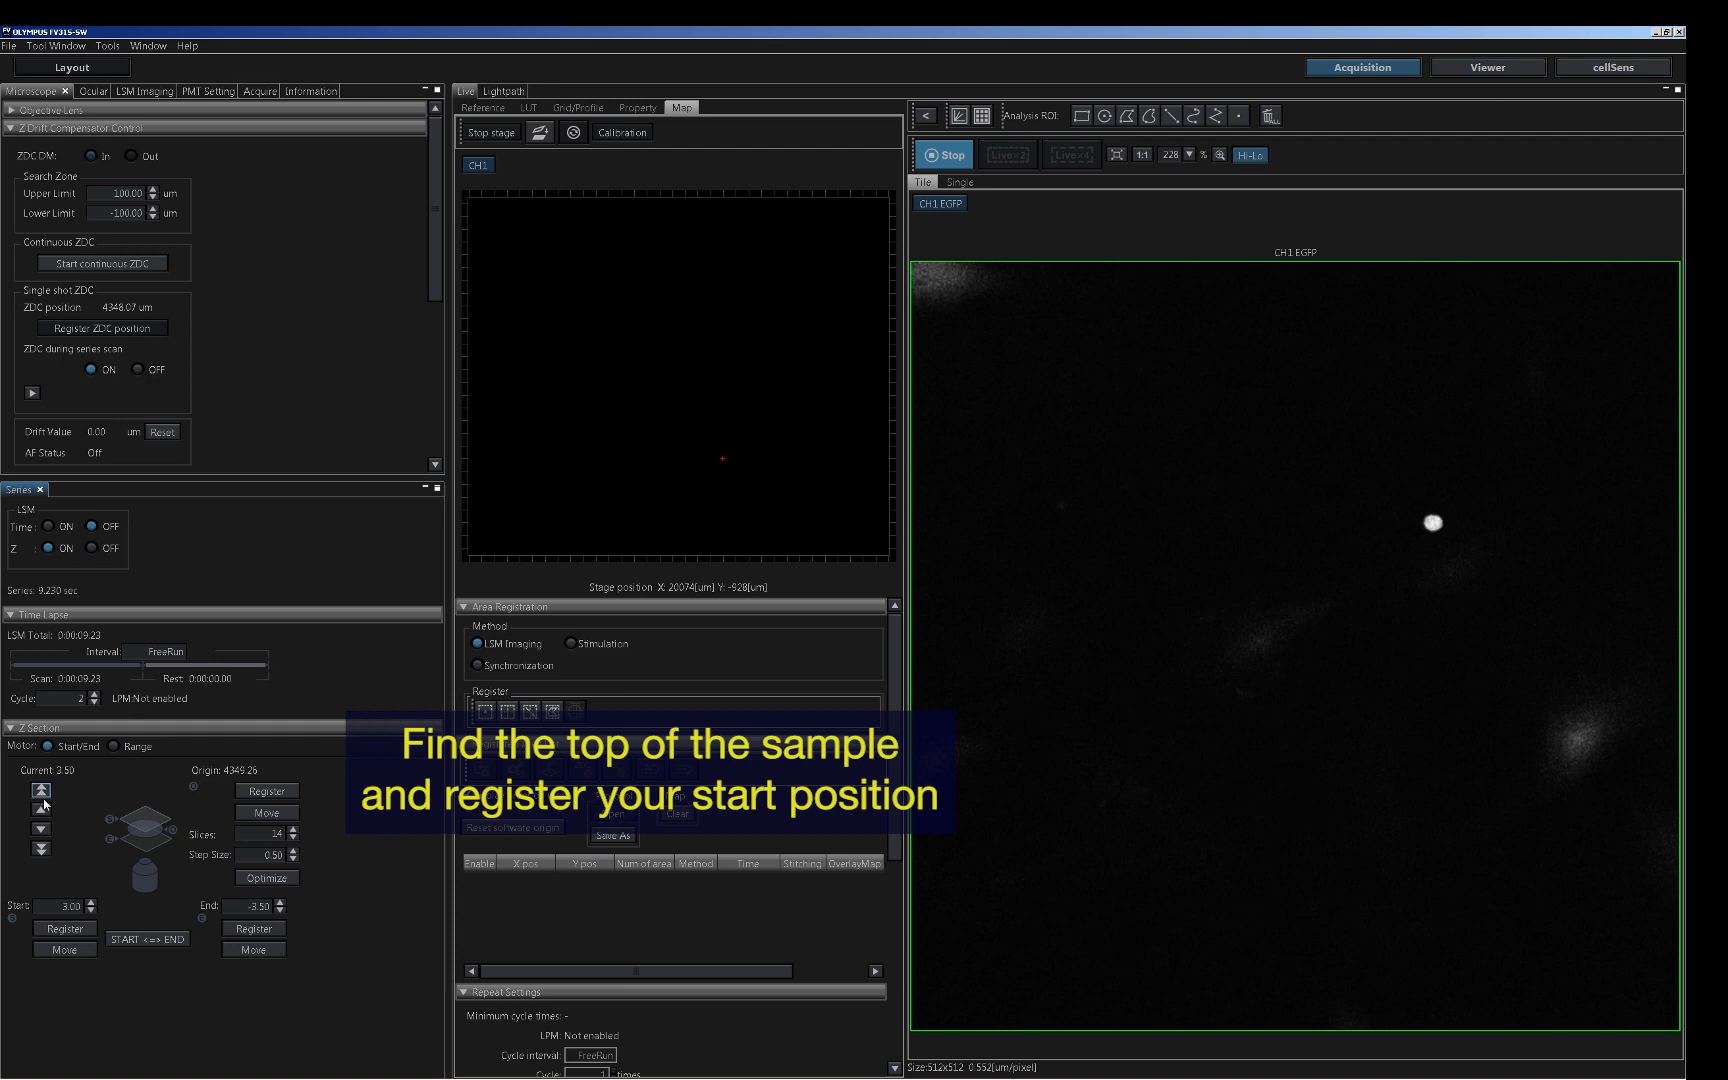 OLYMPUS FV31S-SW
File Tool Window Tools Window Help
Layout
Acquisition Viewer cellSens
Microscope Ocular LSM Imaging PMT Setting Acquire Information
Objective Lens
Z Drift Compensator Control
ZDC DM: In Out
Search Zone
Upper Limit 100.00 um
Lower Limit -100.00 um
Continuous ZDC
Start continuous ZDC
Single shot ZDC
ZDC position 4348.07 um
Register ZDC position
ZDC during series scan
ON OFF
Drift Value 0.00 um Reset
AF Status Off
Series
LSM
Time: ON OFF
Z : ON OFF
Series: 9.230 sec
Time Lapse
LSM Total: 0:00:09.23
Interval: FreeRun
Scan: 0:00:09.23 Rest: 0:00:00.00
Cycle: 2 LPM:Not enabled
Z Section
Motor: Start/End Range
Current: 3.50 Origin: 4349.26
Register
Move
Slices: 14
Step Size: 0.50
Optimize
Start: 3.00 End: -3.50
Register START <=> END Register
Move Move
Live Lightpath
Reference LUT Grid/Profile Property Map
Stop stage Calibration
CH1
Stage position X: 20074[um] Y: -928[um]
Area Registration
Method
LSM Imaging Stimulation
Synchronization
Register
Find the top of the sample
and register your start position
Open Clear
Reset software origin
Save As
Enable X pos Y pos Num of area Method Time Stitching OverlayMap
Repeat Settings
Minimum cycle times: -
LPM: Not enabled
Cycle interval: FreeRun
Cycle: 1 times
< Analysis ROI: ALL
Stop Live×2 Live×4 1:1 228 % Hi-Lo
Tile Single
CH1 EGFP
CH1 EGFP
Size:512x512 0.552[um/pixel]